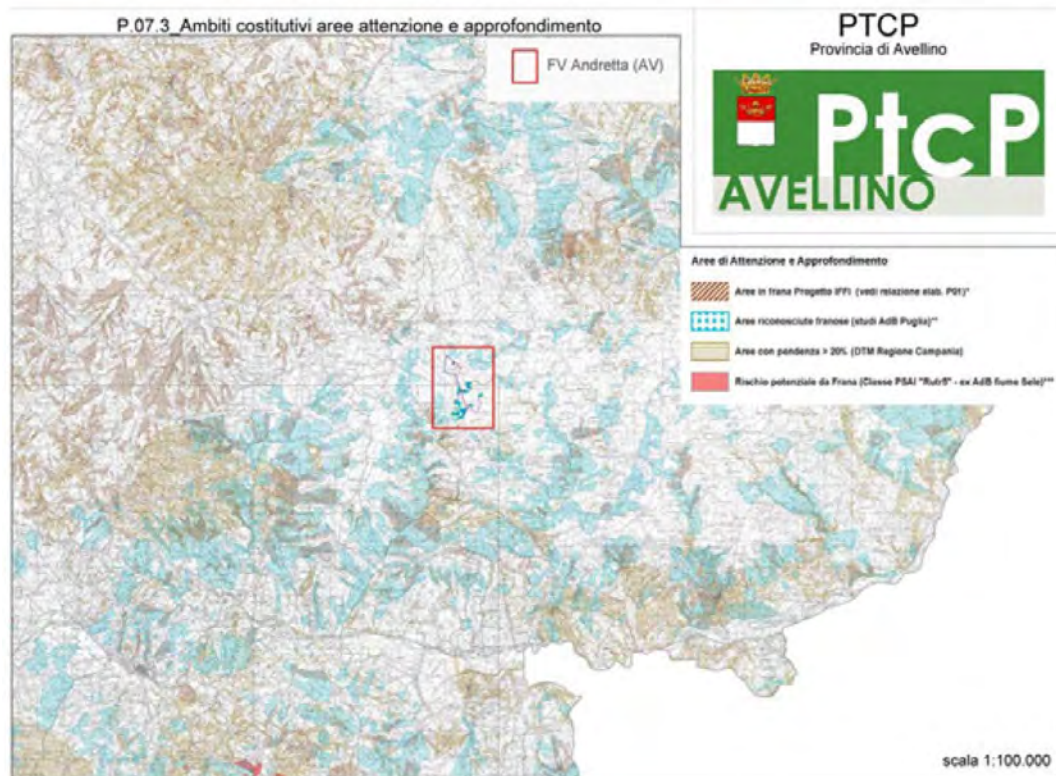 P.07.3_Ambiti costitutivi aree attenzione e approfondimento
FV Andretta (AV)
PTCP
Provincia di Avellino
PtcP
AVELLINO
Aree di Attenzione e Approfondimento
Aree in frana Progetto IFFI (vedi relazione elab. P01)*
Aree riconosciute franose (studi AdB Puglia)**
Aree con pendenza > 20% (DTM Regione Campania)
Rischio potenziale da Frana (Classe PSAI "Rutr5" - ex AdB fiume Sele)***
scala 1:100.000